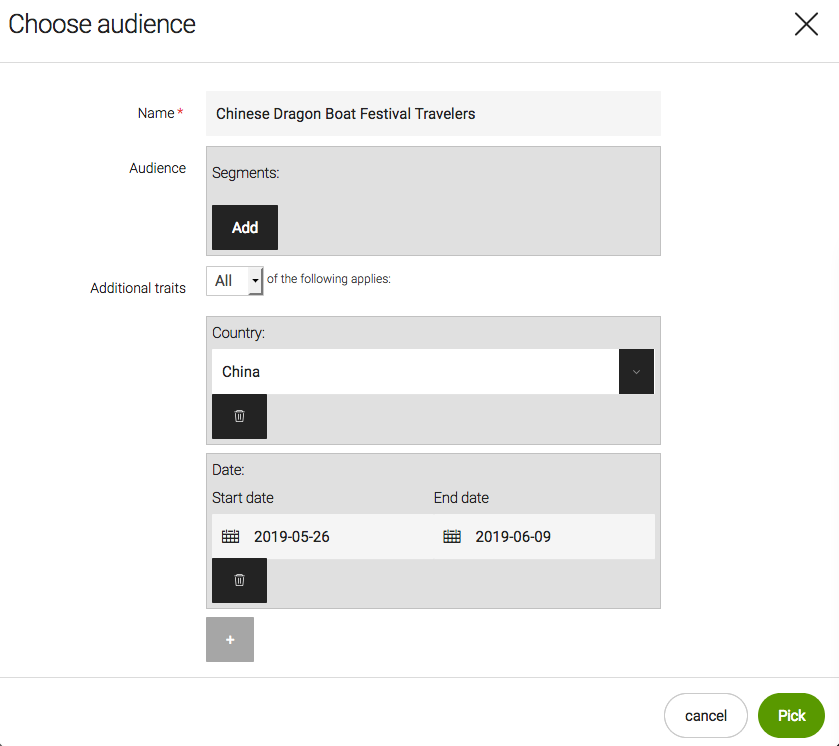 Choose audience
Name*
Chinese Dragon Boat Festival Travelers
Audience
Segments:
Add
Additional traits
All
of the following applies:
Country:
China
Date:
Start date
End date
2019-05-26
2019-06-09
+
cancel
Pick